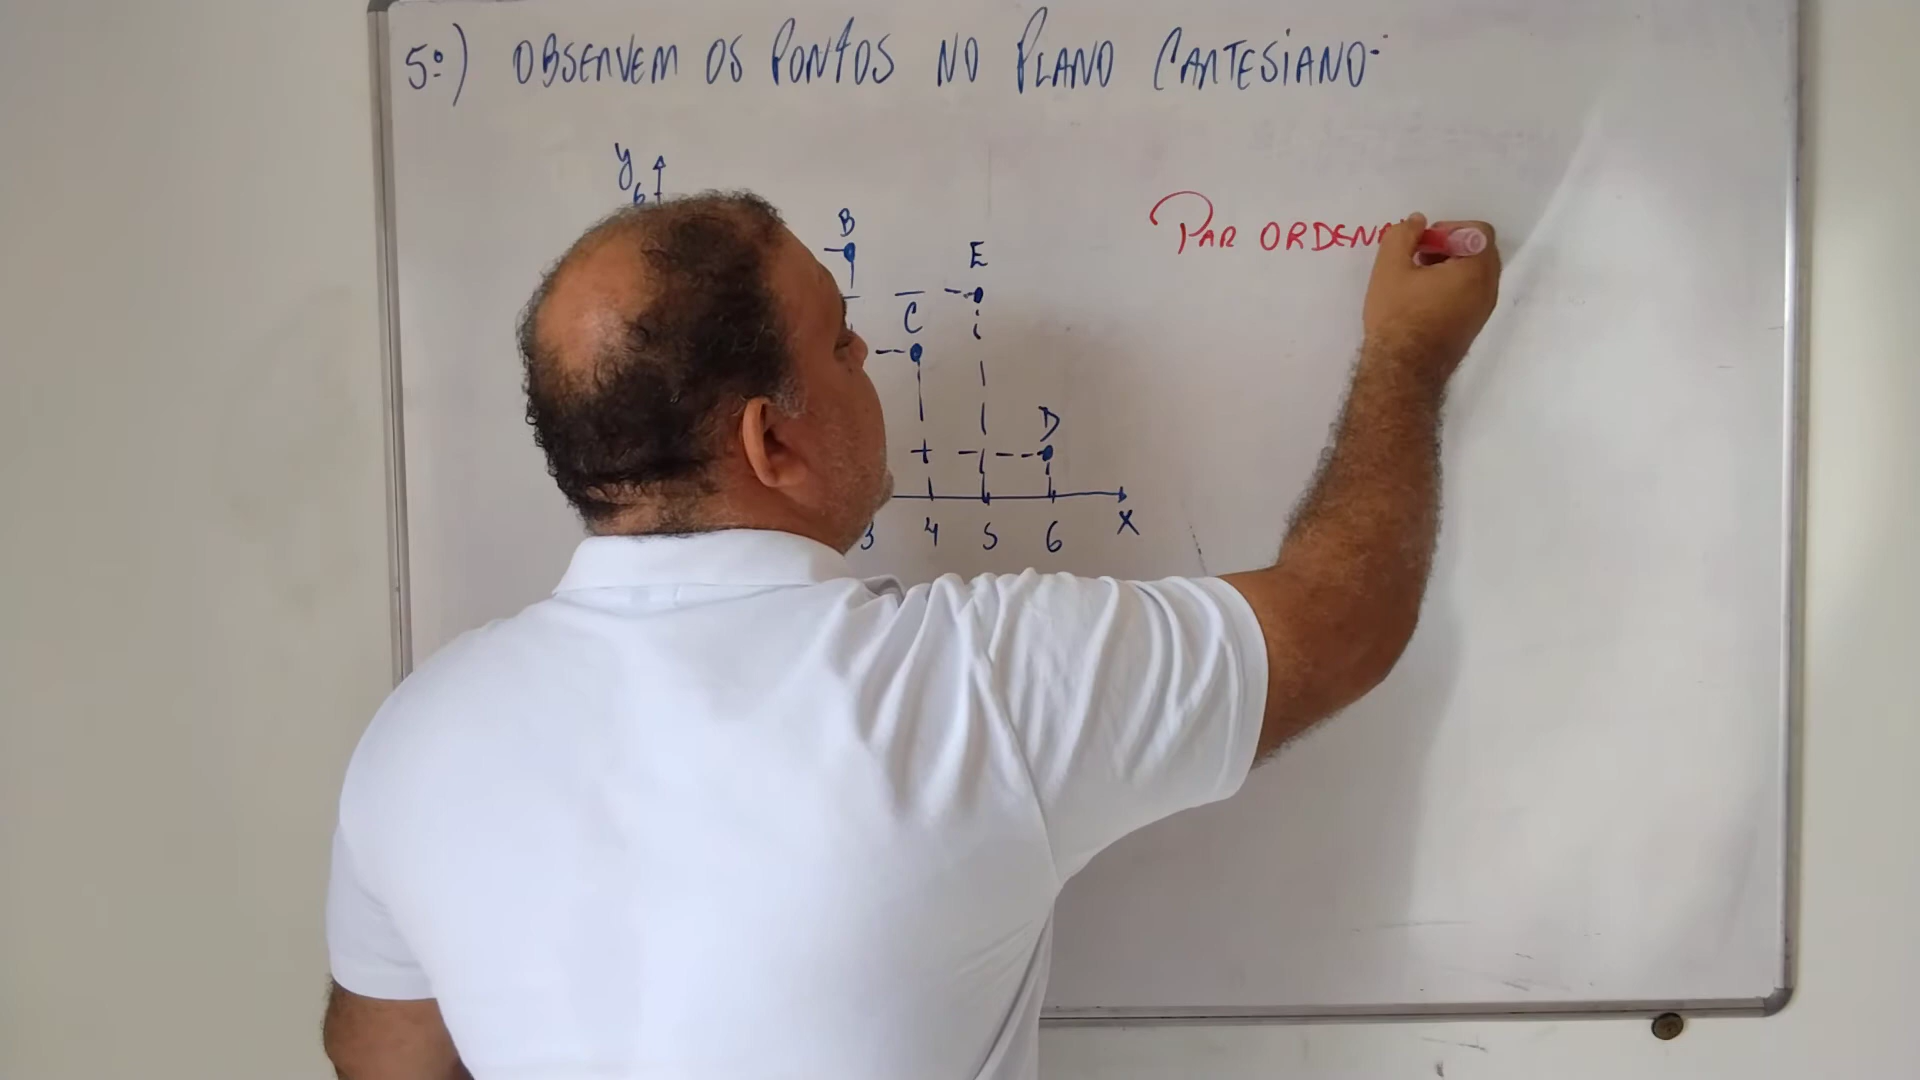 5º) OBSERVEM OS PONTOS NO PLANO CARTESIANO-
y
6
B
PAR ORDENA
E
C
D
3 4 5 6 X